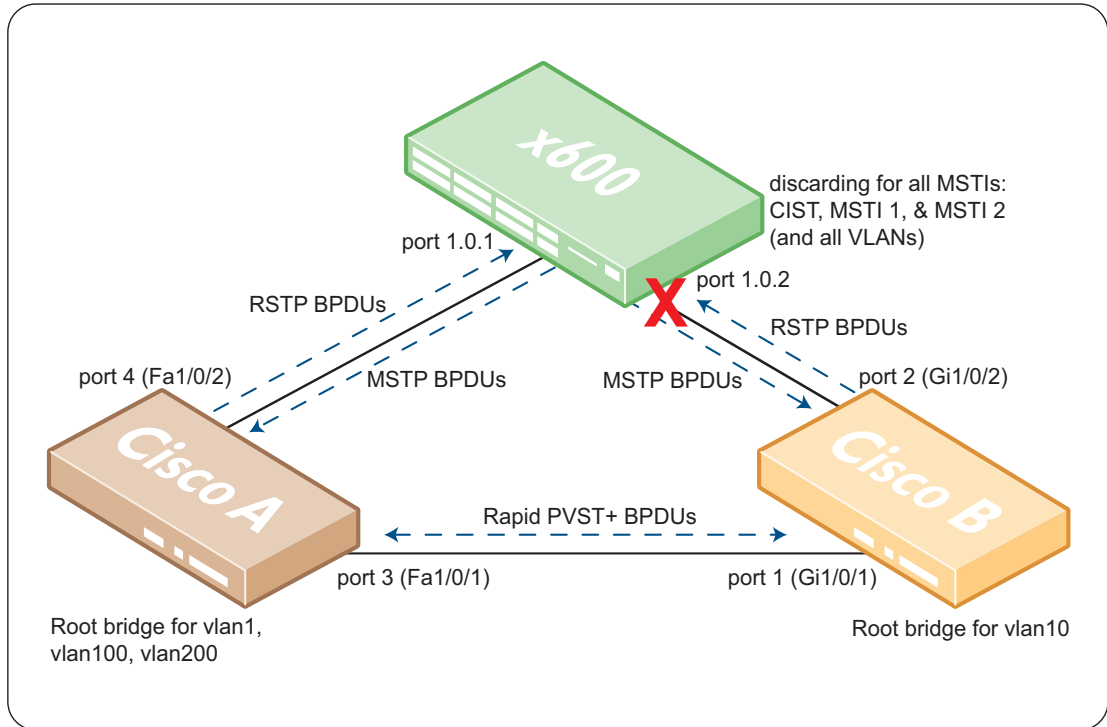 x600
discarding for all MSTIs:
CIST, MSTI 1, & MSTI 2
(and all VLANs)
port 1.0.1
port 1.0.2
RSTP BPDUs
RSTP BPDUs
port 4 (Fa1/0/2)
MSTP BPDUs
MSTP BPDUs
port 2 (Gi1/0/2)
Cisco A
Cisco B
Rapid PVST+ BPDUs
port 3 (Fa1/0/1)
port 1 (Gi1/0/1)
Root bridge for vlan1,
vlan100, vlan200
Root bridge for vlan10